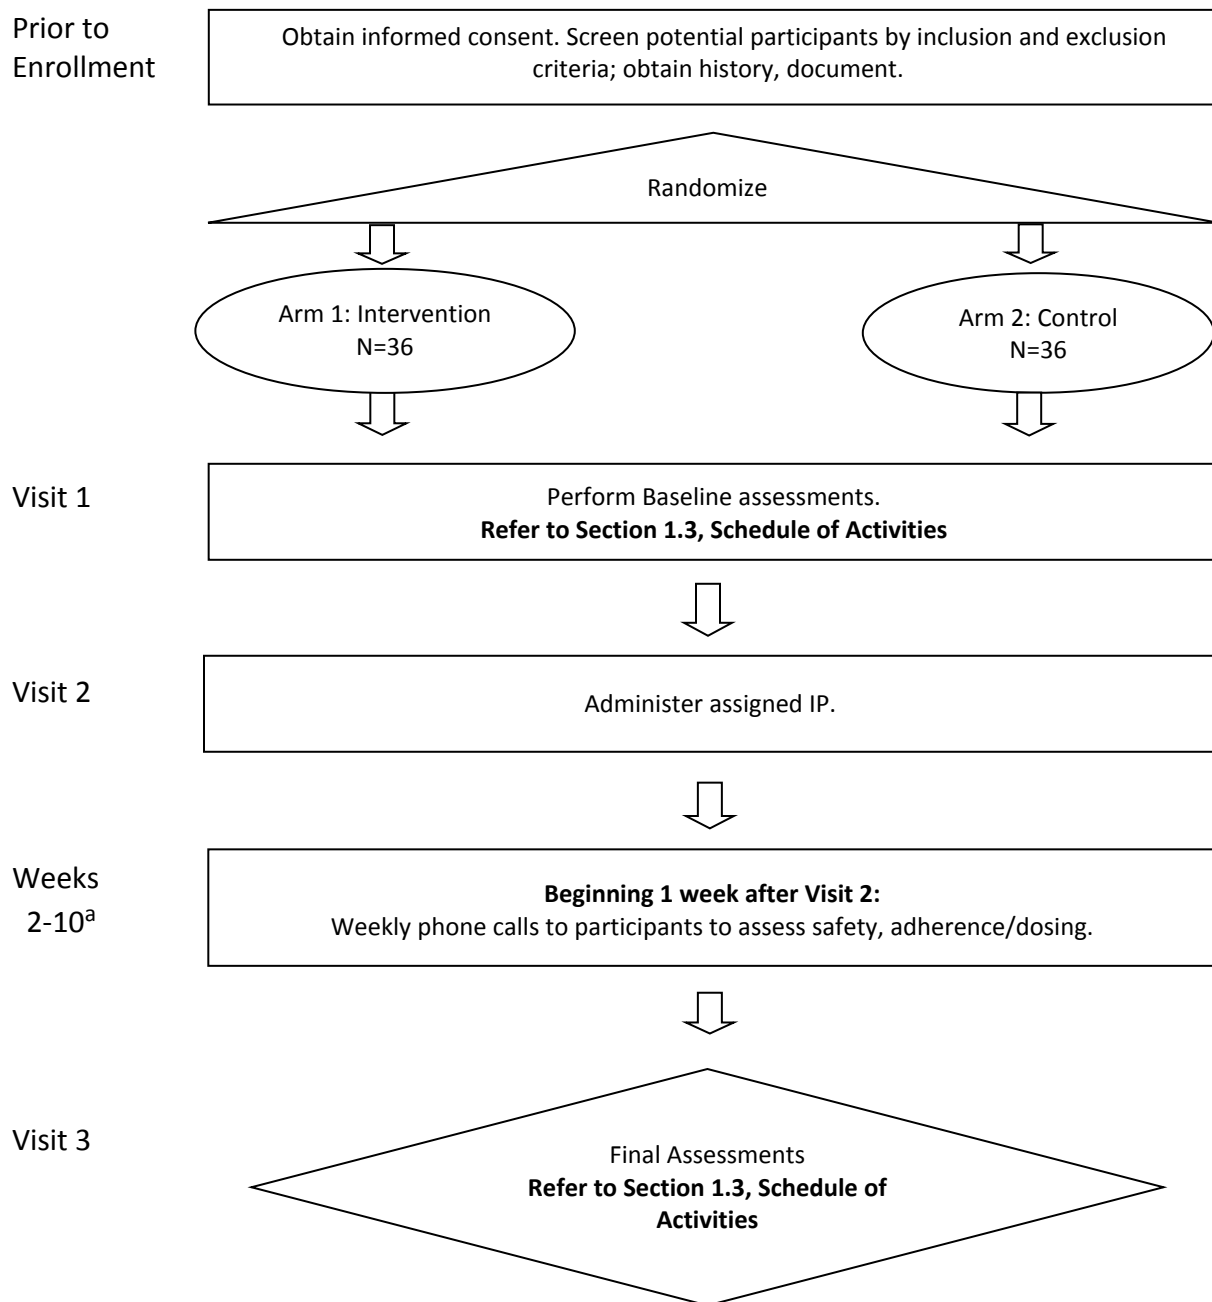 Prior to
Enrollment
Obtain informed consent. Screen potential participants by inclusion and exclusion
criteria; obtain history, document.
Randomize
Arm 1: Intervention
N=36
Arm 2: Control
N=36
Visit 1
Perform Baseline assessments.
Refer to Section 1.3, Schedule of Activities
Visit 2
Administer assigned IP.
Weeks
2-10ª
Beginning 1 week after Visit 2:
Weekly phone calls to participants to assess safety, adherence/dosing.
Visit 3
Final Assessments
Refer to Section 1.3, Schedule of
Activities